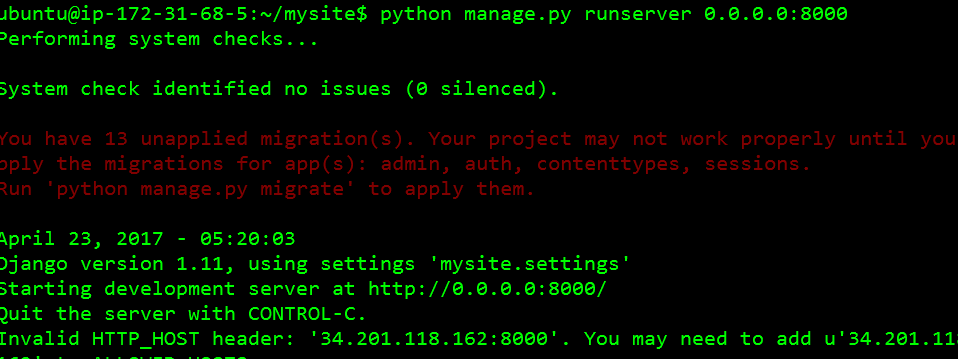 ubuntu@ip-172-31-68-5:~/mysite$ python manage.py runserver 0.0.0.0:8000
Performing system checks...
System check identified no issues (0 silenced).
You have 13 unapplied migration(s). Your project may not work properly until you
pply the migrations for app(s): admin, auth, contenttypes, sessions.
Run 'python manage.py migrate' to apply them.
April 23, 2017 - 05:20:03
Django version 1.11, using settings 'mysite.settings'
Starting development server at http://0.0.0.0:8000/
Quit the server with CONTROL-C.
Invalid HTTP_HOST header: '34.201.118.162:8000'. You may need to add u'34.201.118